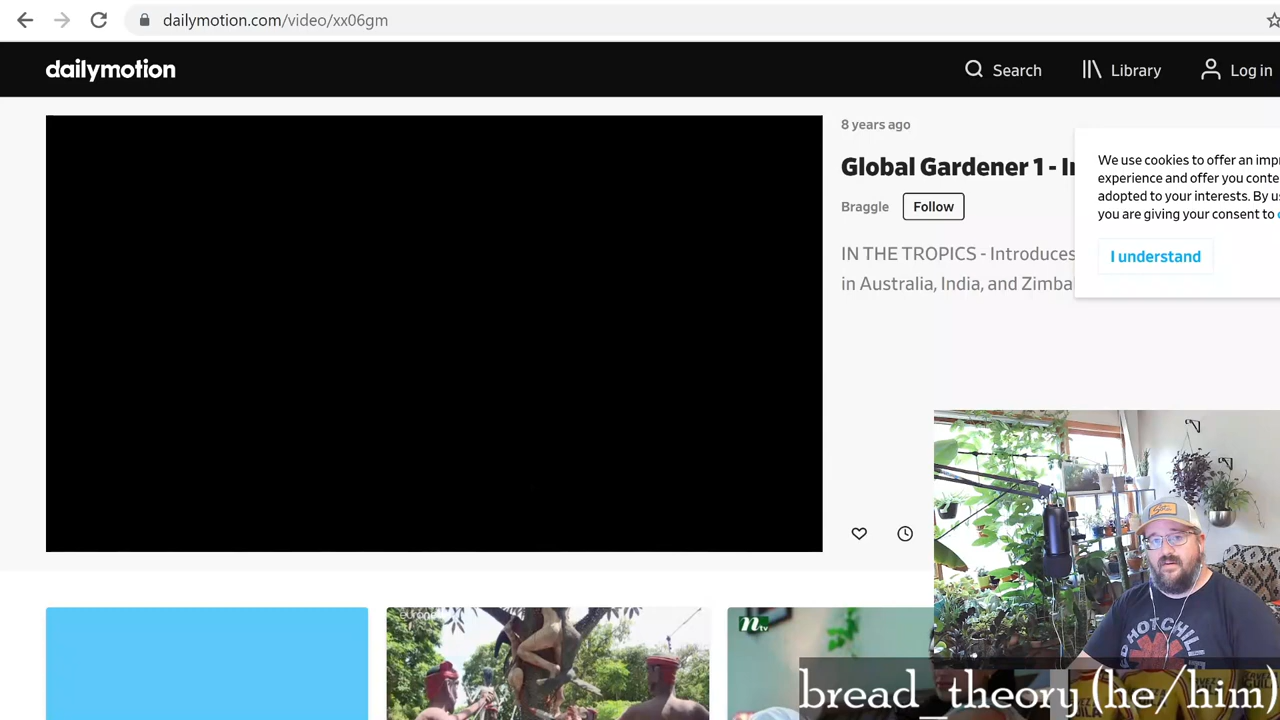 dailymotion.com/video/xx06gm
dailymotion
Search
Library
Log in
8 years ago
Global Gardener 1 - I
Braggle
Follow
IN THE TROPICS - Introduces
in Australia, India, and Zimba
We use cookies to offer an imp
experience and offer you conte
adopted to your interests. By u
you are giving your consent to
I understand
HOT CHILI
bread_theory (he/him)